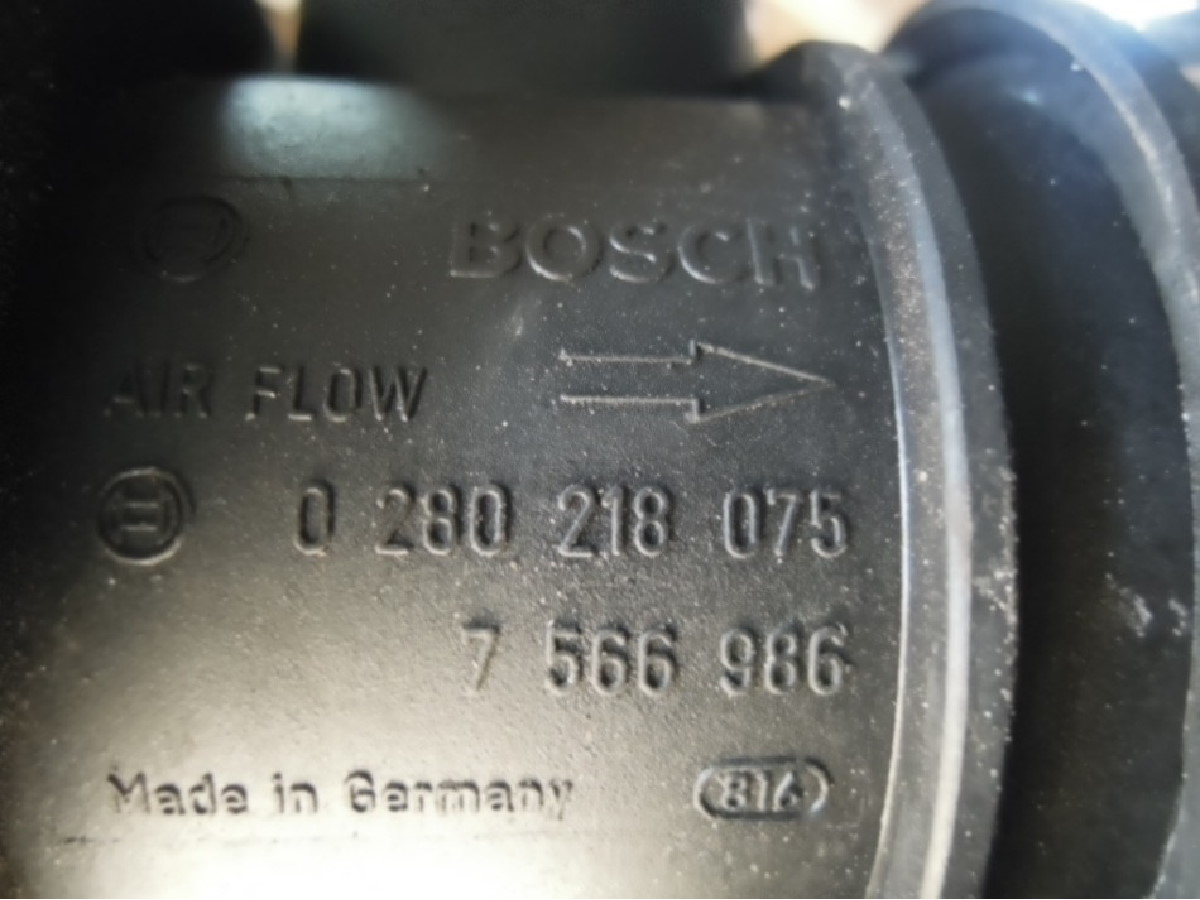 BOSCH
AIR FLOW
0 280 218 075
7 566 986
Made in Germany